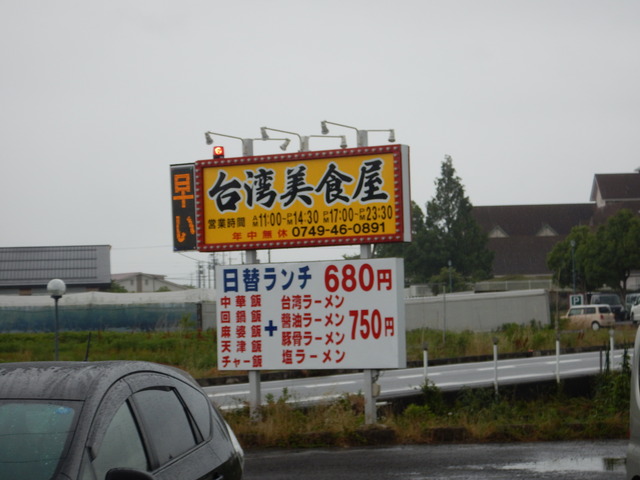 早い
台湾美食屋
営業時間 AM11:00-PM14:30 PM17:00-PM23:30
年中無休 0749-46-0891
日替ランチ 680円
中華飯 台湾ラーメン
回鍋飯 醤油ラーメン
麻婆飯 + 豚骨ラーメン 750円
天津飯 塩ラーメン
チャー飯
P